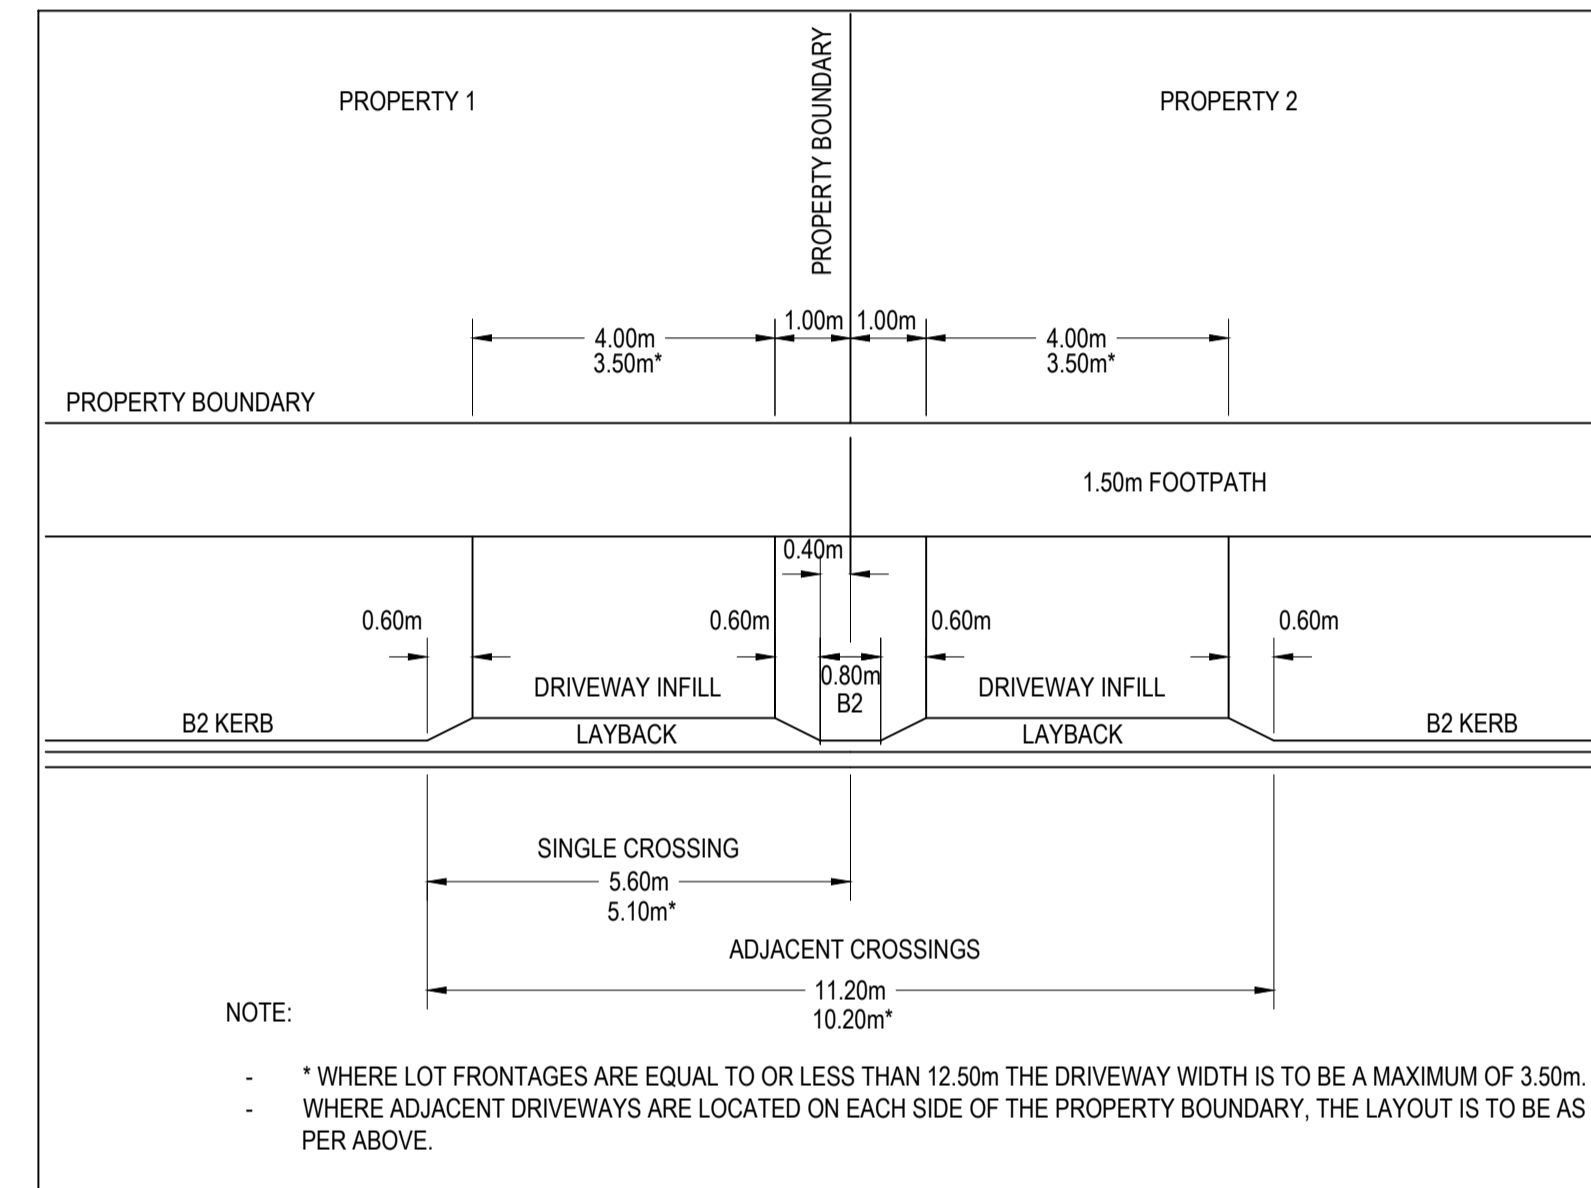 PROPERTY 1
PROPERTY BOUNDARY
PROPERTY 2
1.00m 1.00m
4.00m
3.50m*
4.00m
3.50m*
PROPERTY BOUNDARY
1.50m FOOTPATH
0.40m
0.60m
0.60m
0.60m
0.60m
0.80m
B2
DRIVEWAY INFILL
DRIVEWAY INFILL
B2 KERB
LAYBACK
LAYBACK
B2 KERB
SINGLE CROSSING
5.60m
5.10m*
ADJACENT CROSSINGS
11.20m
10.20m*
NOTE:
- * WHERE LOT FRONTAGES ARE EQUAL TO OR LESS THAN 12.50m THE DRIVEWAY WIDTH IS TO BE A MAXIMUM OF 3.50m.
- WHERE ADJACENT DRIVEWAYS ARE LOCATED ON EACH SIDE OF THE PROPERTY BOUNDARY, THE LAYOUT IS TO BE AS
PER ABOVE.